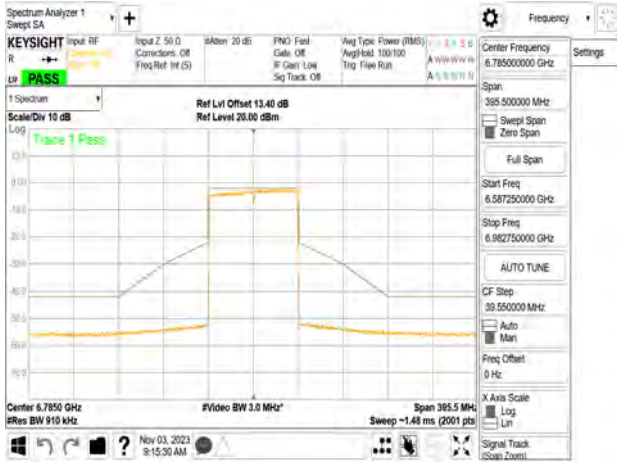 Spectrum Analyzer 1
Swept SA
+
Frequency
KEYSIGHT
Input RF
Input Z: 50 Ω
#Atten: 20 dB
PNO: Fast
Avg Type: Power (RMS)
Center Frequency
Settings
R
Corrections: Off
Gate: Off
Avg|Hold: 100/100
6.785000000 GHz
Freq Ref: Int (S)
IF Gain: Low
Trig: Free Run
Sig Track: Off
LXI
PASS
Span
395.500000 MHz
1 Spectrum
Ref Lvl Offset 13.40 dB
Swept Span
Zero Span
Scale/Div 10 dB
Ref Level 20.00 dBm
Log
Trace 1 Pass
Full Span
Start Freq
6.587250000 GHz
Stop Freq
6.982750000 GHz
AUTO TUNE
CF Step
39.550000 MHz
Auto
Man
Freq Offset
0 Hz
X Axis Scale
Log
Lin
Center 6.7850 GHz
#Video BW 3.0 MHz*
Span 395.5 MHz
#Res BW 910 kHz
Sweep ~1.48 ms (2001 pts
Signal Track
(Span Zoom)
?
Nov 03, 2023
9:15:30 AM